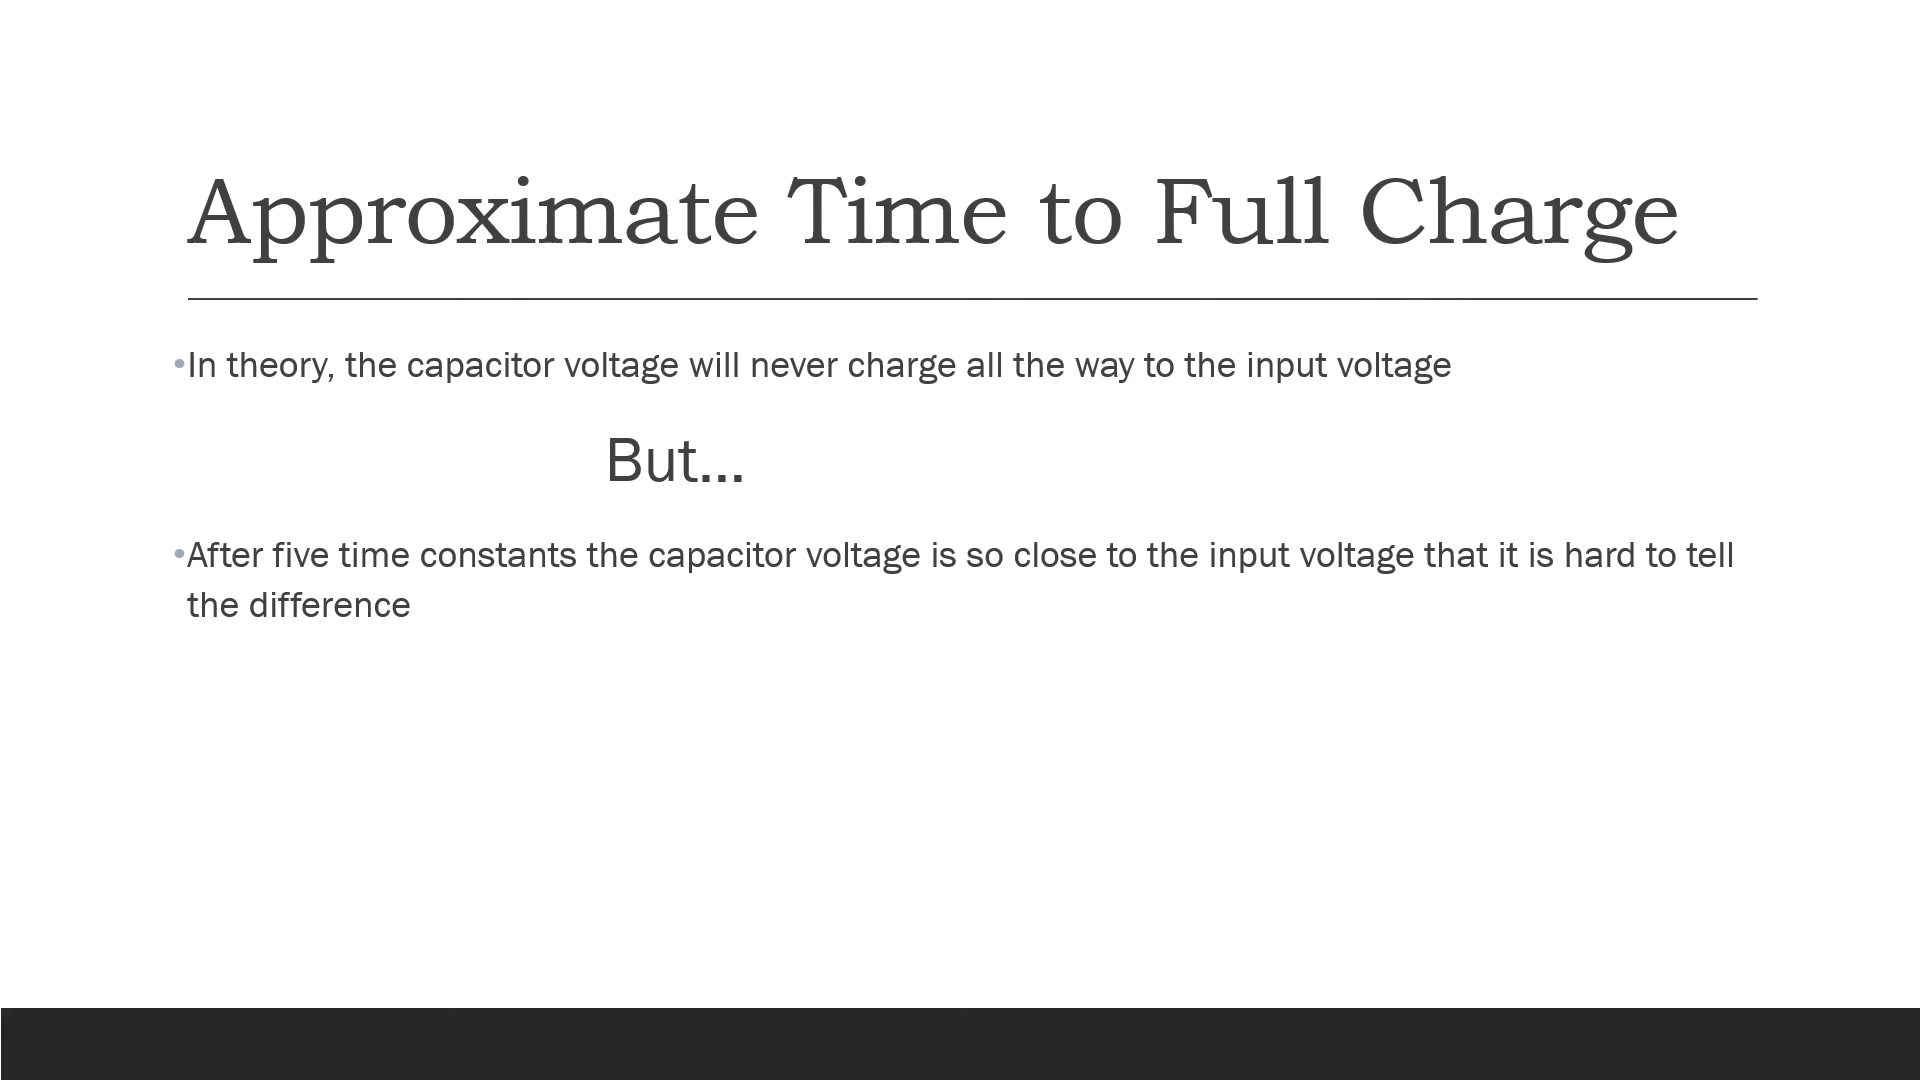 Approximate Time to Full Charge
•In theory, the capacitor voltage will never charge all the way to the input voltage
But…
•After five time constants the capacitor voltage is so close to the input voltage that it is hard to tell
the difference